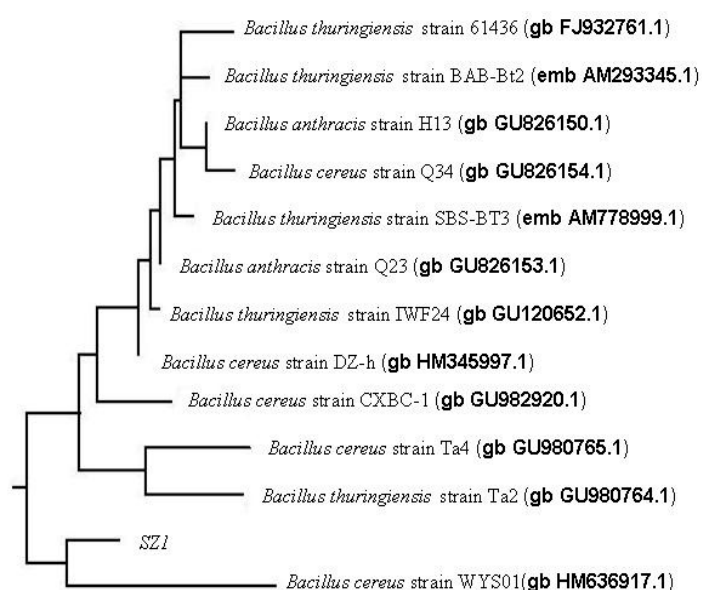 Bacillus thuringiensis strain 61436 (gb FJ932761.1)
Bacillus thuringiensis strain BAB-Bt2 (emb AM293345.1)
Bacillus anthracis strain H13 (gb GU826150.1)
Bacillus cereus strain Q34 (gb GU826154.1)
Bacillus thuringiensis strain SBS-BT3 (emb AM778999.1)
Bacillus anthracis strain Q23 (gb GU826153.1)
Bacillus thuringiensis strain IWF24 (gb GU120652.1)
Bacillus cereus strain DZ-h (gb HM345997.1)
Bacillus cereus strain CXBC-1 (gb GU982920.1)
Bacillus cereus strain Ta4 (gb GU980765.1)
Bacillus thuringiensis strain Ta2 (gb GU980764.1)
SZ1
Bacillus cereus strain WYS01(gb HM636917.1)